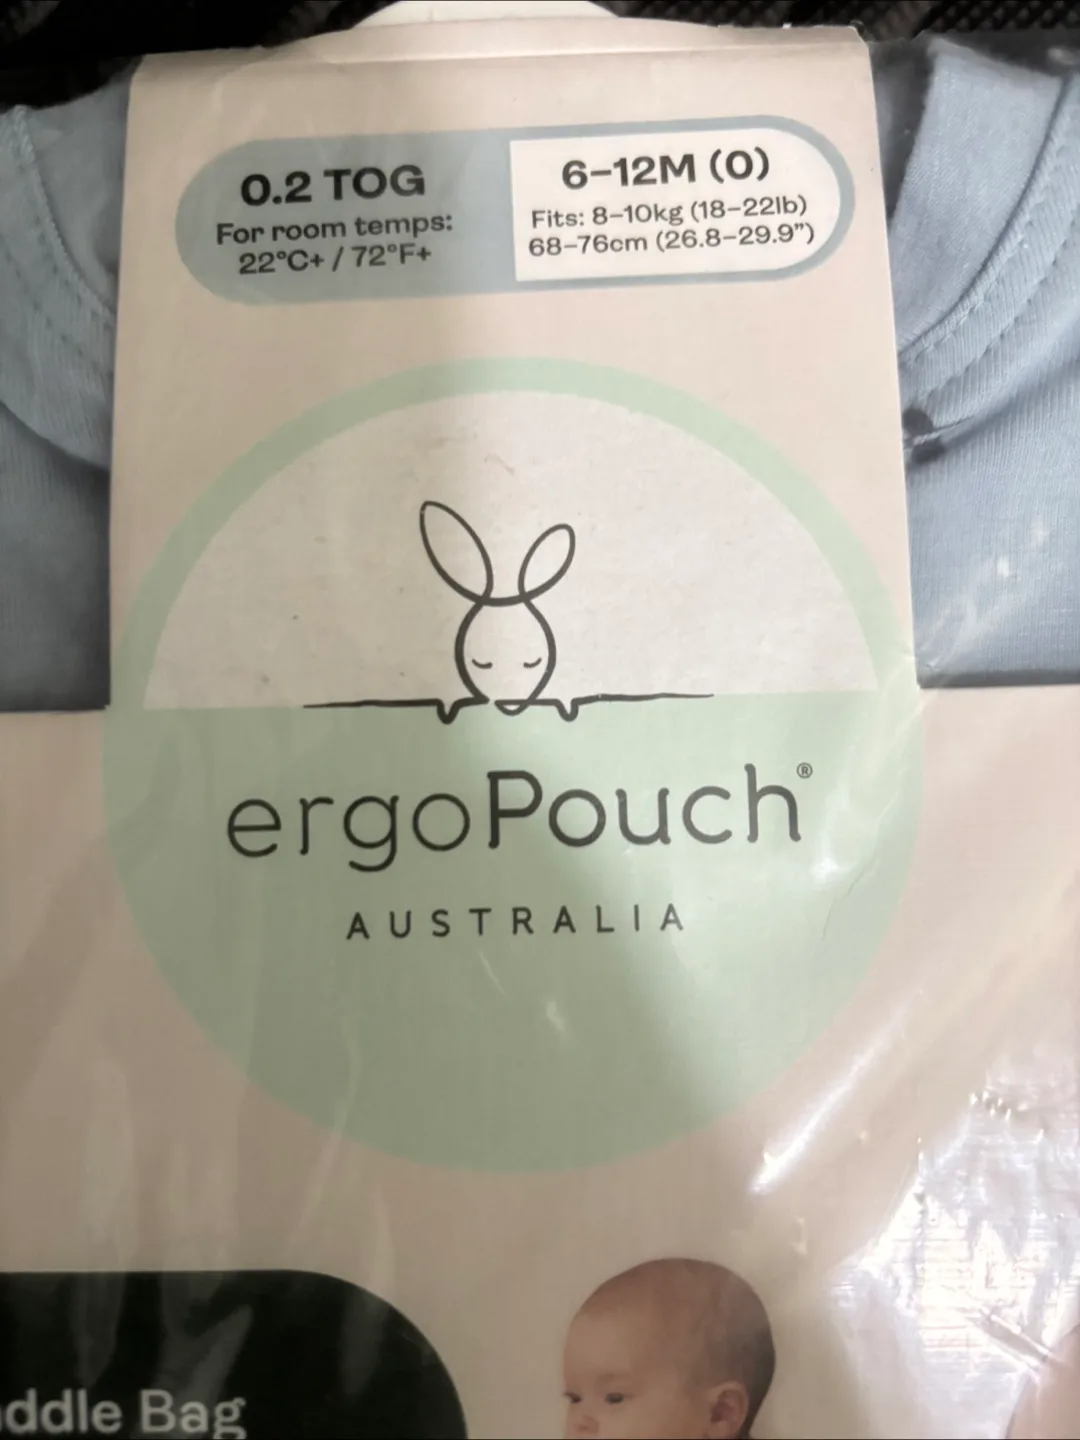 0.2 TOG
For room temps:
22°C+ / 72°F+
6–12M (0)
Fits: 8–10kg (18–22lb)
68–76cm (26.8–29.9”)
ergoPouch®
AUSTRALIA
Bag